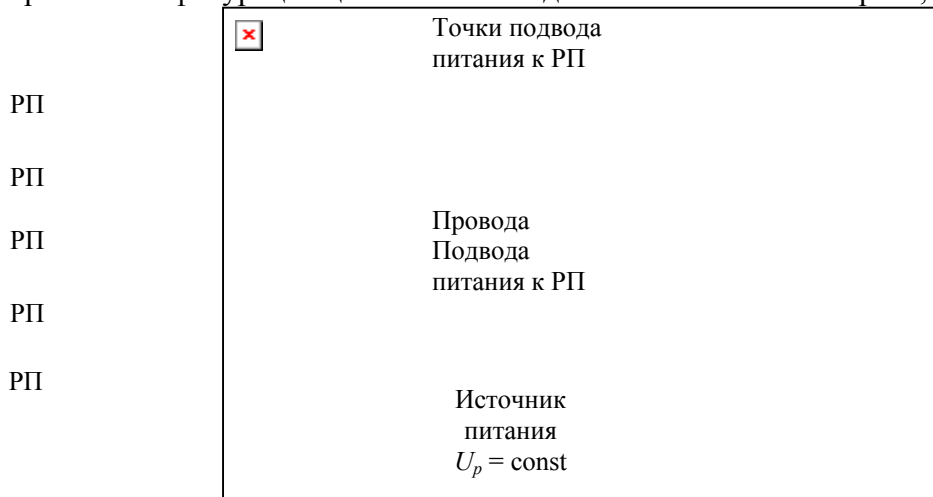 Точки подвода
питания к РП
РП
РП
Провода
Подвода
питания к РП
РП
РП
РП
Источник
питания
U_p = const